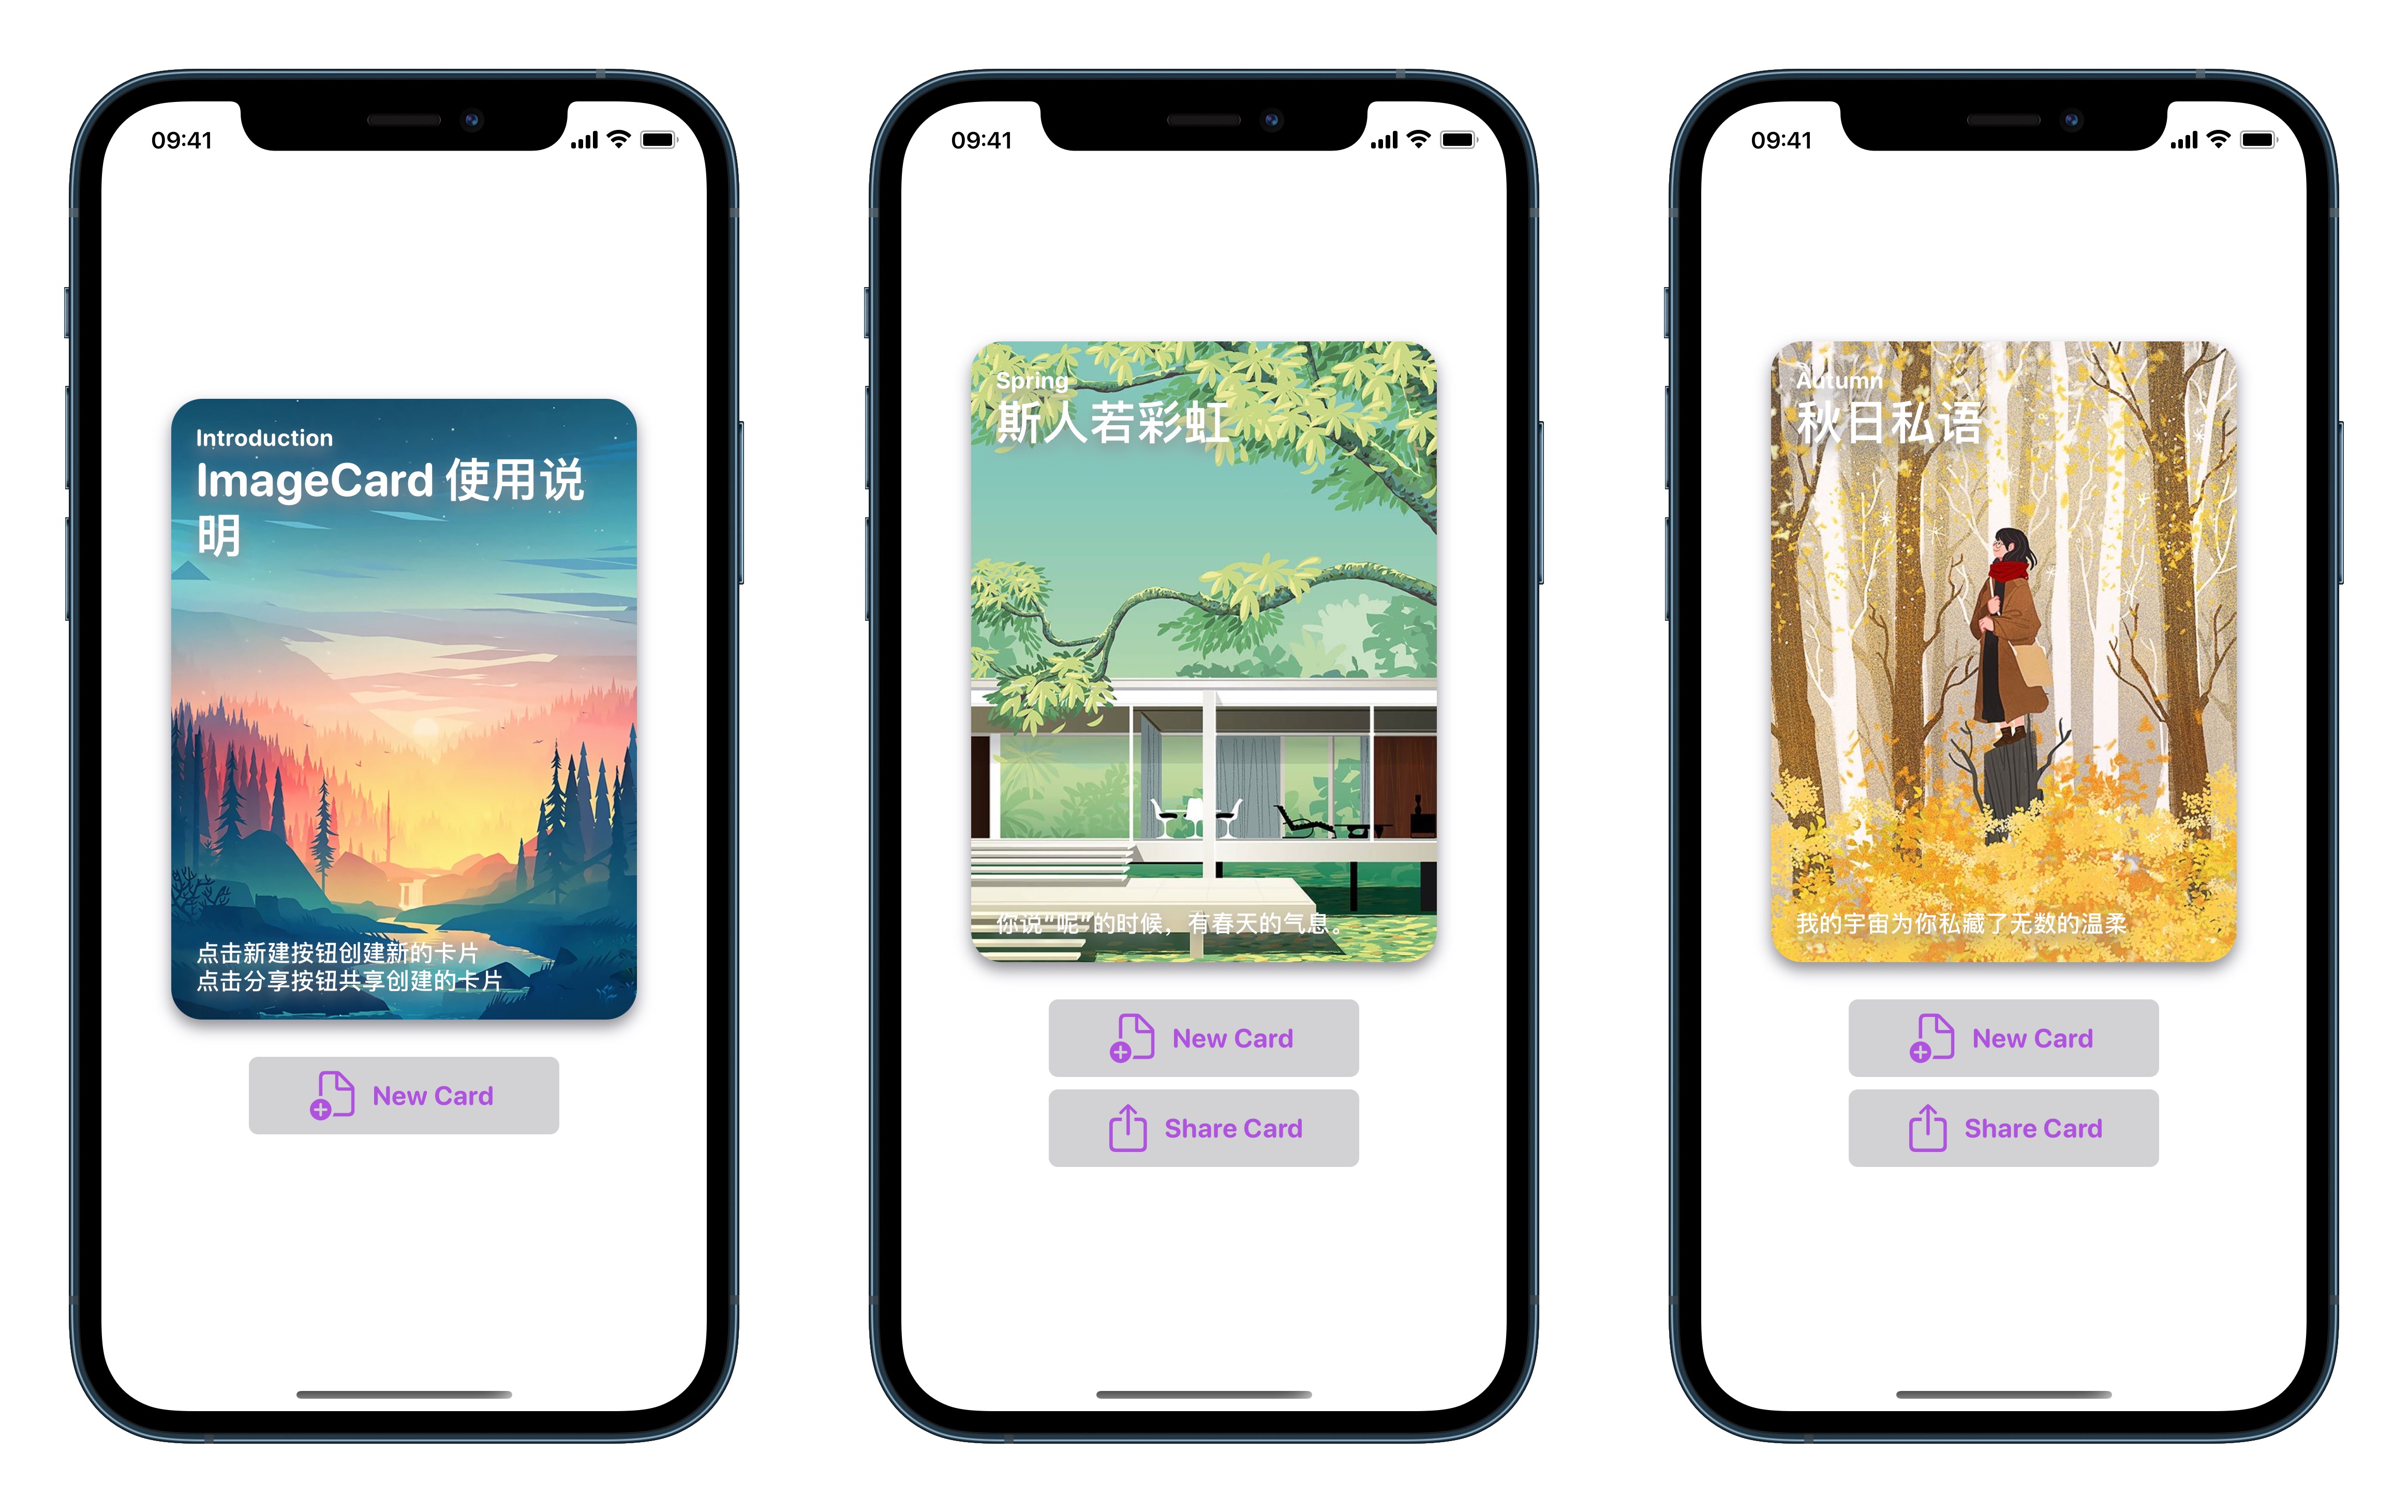 09:41
Introduction
ImageCard 使用说
明
点击新建按钮创建新的卡片
点击分享按钮共享创建的卡片
New Card
09:41
Spring
斯人若彩虹
你说“呢”的时候，有春天的气息。
New Card
Share Card
09:41
Autumn
秋日私语
我的宇宙为你私藏了无数的温柔
New Card
Share Card